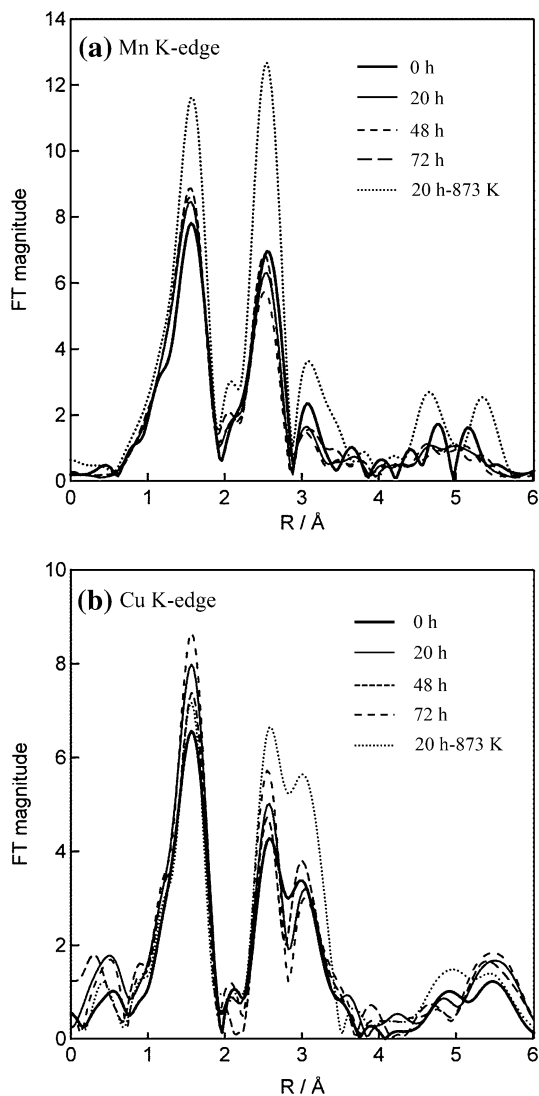 14
(a) Mn K-edge
12
0 h
20 h
10
48 h
72 h
8
20 h-873 K
FT magnitude
6
4
2
0
0 1 2 3 4 5 6
R / Å
10
(b) Cu K-edge
0 h
8
20 h
48 h
72 h
6
20 h-873 K
FT magnitude
4
2
0
0 1 2 3 4 5 6
R / Å